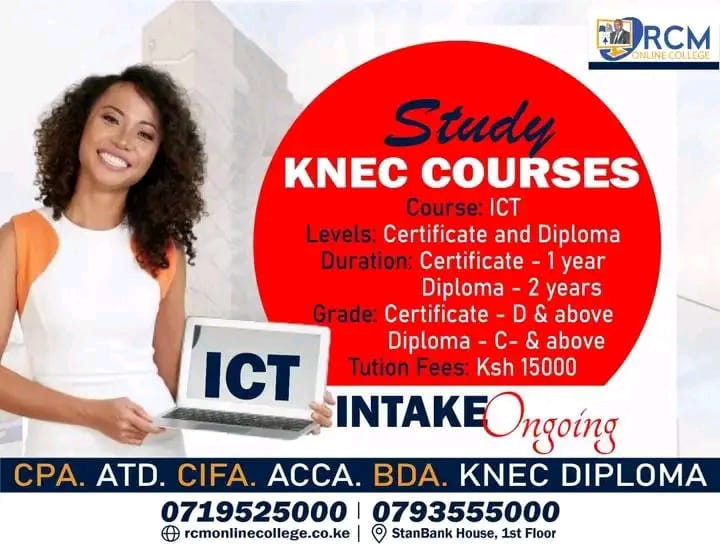 RCM
ONLINE COLLEGE
Study
KNEC COURSES
Course: ICT
Levels: Certificate and Diploma
Duration: Certificate - 1 year
Diploma - 2 years
Grade: Certificate - D & above
Diploma - C- & above
Tution Fees: Ksh 15000
ICT
INTAKE Ongoing
CPA. ATD. CIFA. ACCA. BDA. KNEC DIPLOMA
0719525000 | 0793555000
rcmonlinecollege.co.ke | StanBank House, 1st Floor